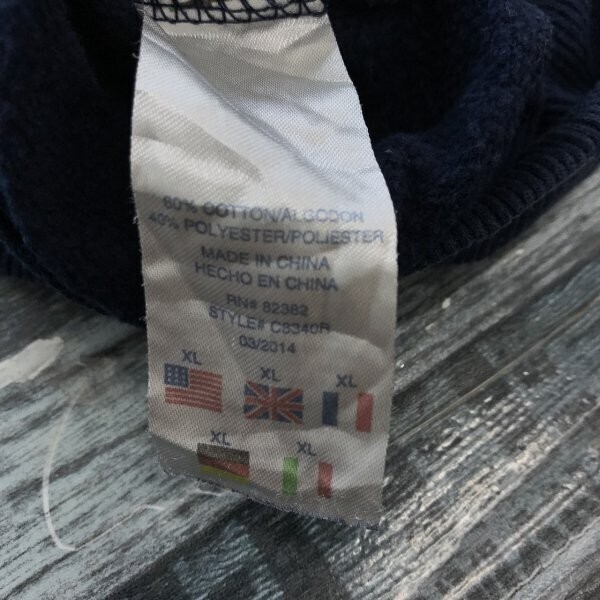 60% COTTON/ALGODON
40% POLYESTER/POLIESTER
MADE IN CHINA
HECHO EN CHINA
RN# 82382
STYLE# C8340R
03/2014
XL XL XL
XL XL